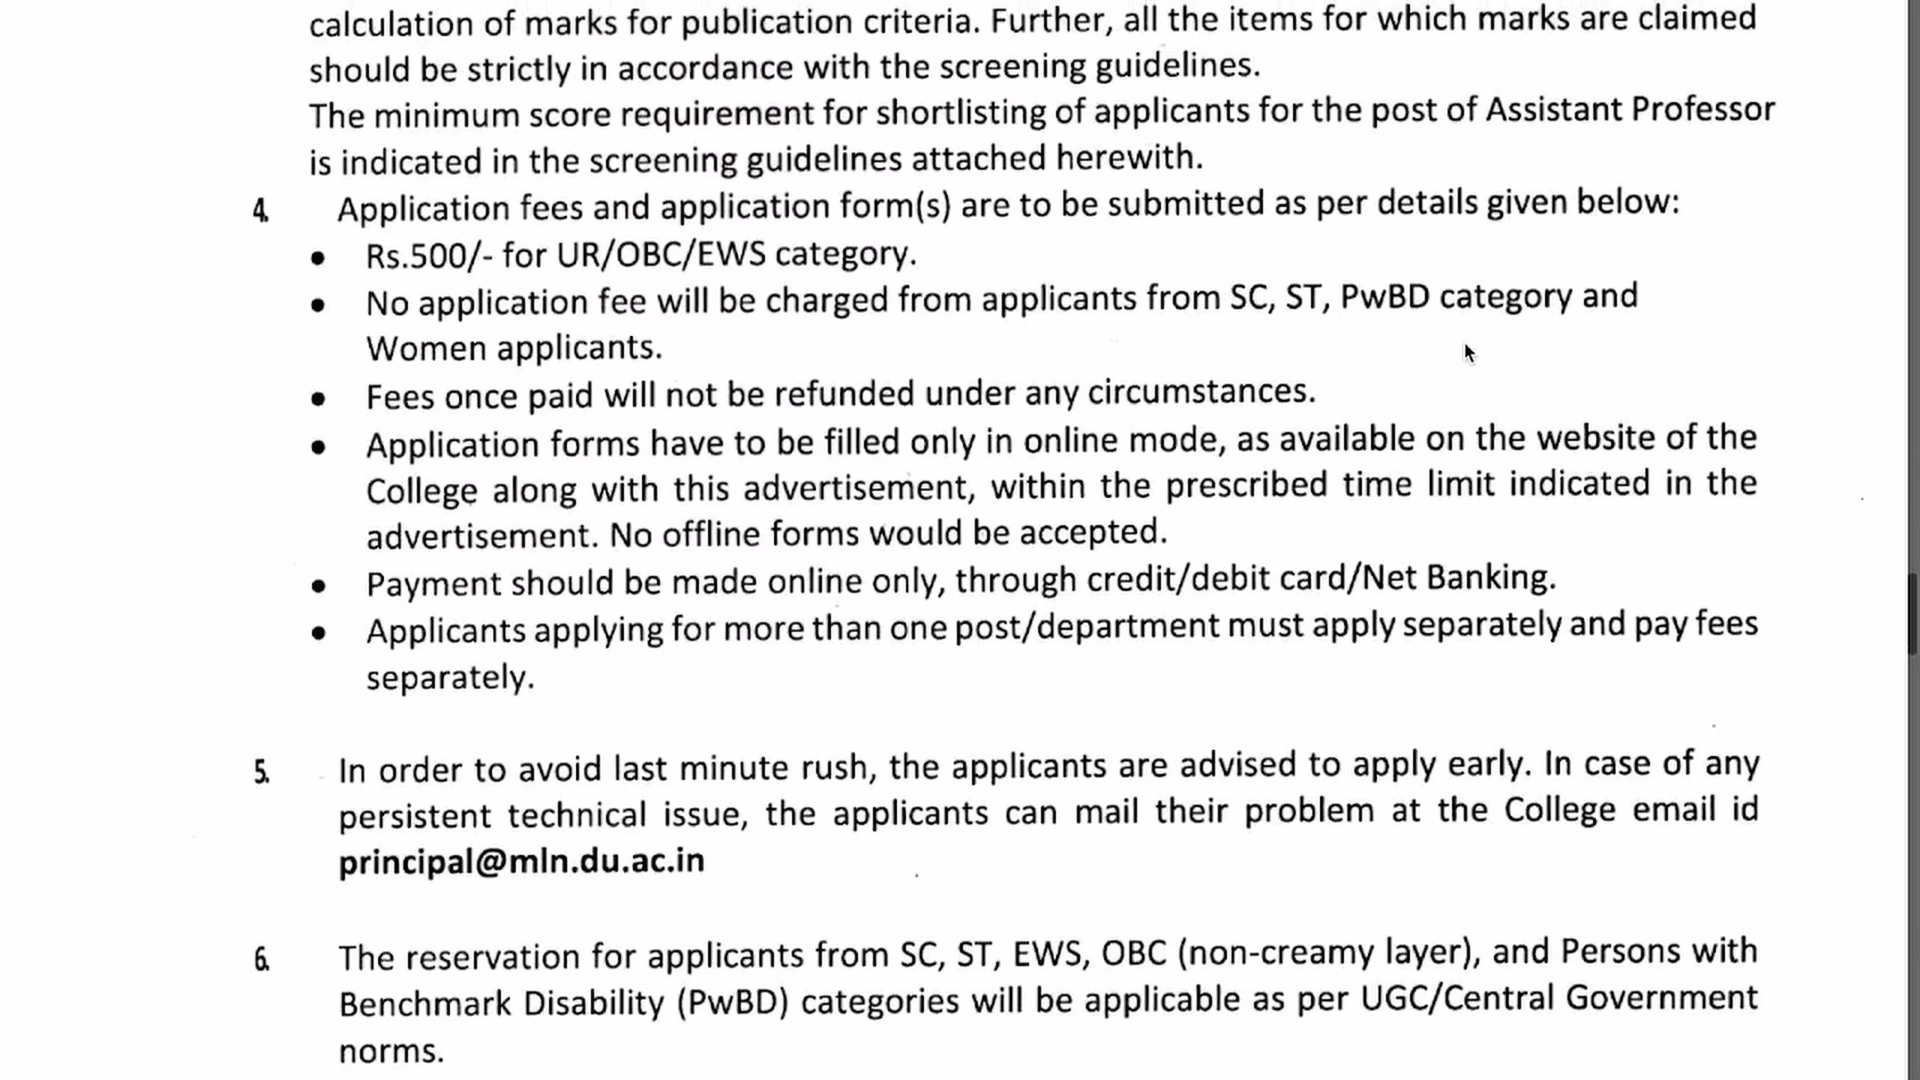 calculation of marks for publication criteria. Further, all the items for which marks are claimed
should be strictly in accordance with the screening guidelines.
The minimum score requirement for shortlisting of applicants for the post of Assistant Professor
is indicated in the screening guidelines attached herewith.
4. Application fees and application form(s) are to be submitted as per details given below:
• Rs.500/- for UR/OBC/EWS category.
• No application fee will be charged from applicants from SC, ST, PwBD category and
Women applicants.
• Fees once paid will not be refunded under any circumstances.
• Application forms have to be filled only in online mode, as available on the website of the
College along with this advertisement, within the prescribed time limit indicated in the
advertisement. No offline forms would be accepted.
• Payment should be made online only, through credit/debit card/Net Banking.
• Applicants applying for more than one post/department must apply separately and pay fees
separately.
5. In order to avoid last minute rush, the applicants are advised to apply early. In case of any
persistent technical issue, the applicants can mail their problem at the College email id
principal@mln.du.ac.in
6. The reservation for applicants from SC, ST, EWS, OBC (non-creamy layer), and Persons with
Benchmark Disability (PwBD) categories will be applicable as per UGC/Central Government
norms.